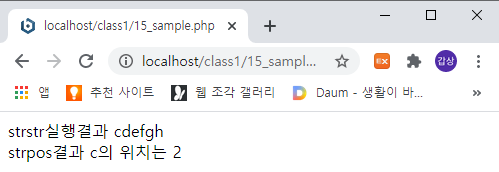 localhost/class1/15_sample.php
localhost/class1/15_sampl...
EX
갑상
앱
추천 사이트
웹 조각 갤러리
Daum - 생활이 바...
strstr실행결과 cdefgh
strpos결과 c의 위치는 2